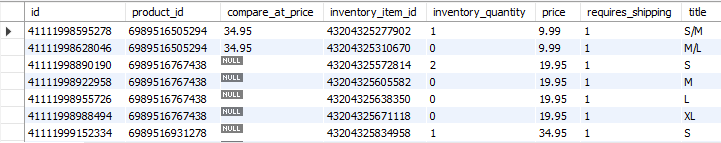 id product_id compare_at_price inventory_item_id inventory_quantity price requires_shipping title
41111998595278 6989516505294 34.95 43204325277902 1 9.99 1 S/M
41111998628046 6989516505294 34.95 43204325310670 0 9.99 1 M/L
41111998890190 6989516767438 NULL 43204325572814 2 19.95 1 S
41111998922958 6989516767438 NULL 43204325605582 0 19.95 1 M
41111998955726 6989516767438 NULL 43204325638350 0 19.95 1 L
41111998988494 6989516767438 NULL 43204325671118 0 19.95 1 XL
41111999152334 6989516931278 NULL 43204325834958 1 34.95 1 S